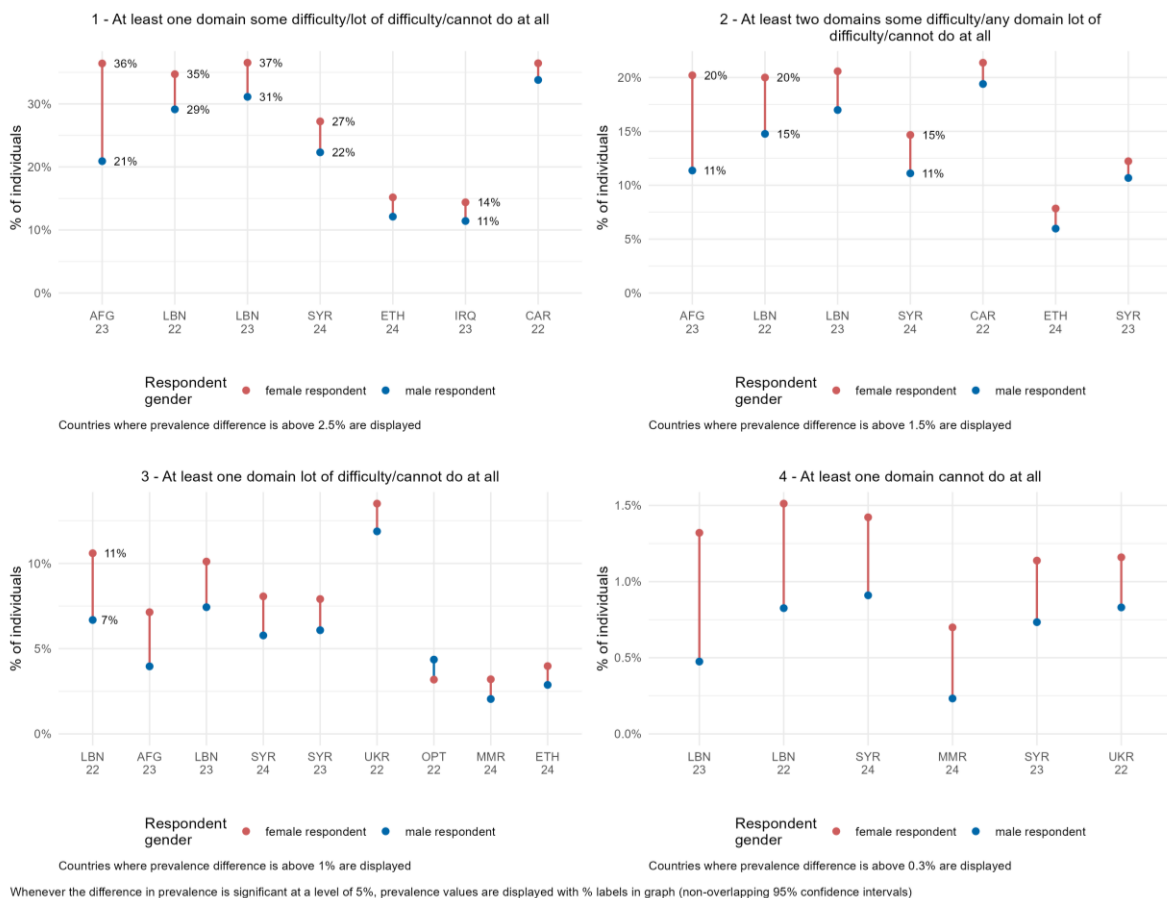 1 - At least one domain some difficulty/lot of difficulty/cannot do at all
% of individuals
30%
20%
10%
0%
36%
21%
35%
29%
37%
31%
27%
22%
14%
11%
AFG 23
LBN 22
LBN 23
SYR 24
ETH 24
IRQ 23
CAR 22
Respondent
gender
female respondent
male respondent
Countries where prevalence difference is above 2.5% are displayed
2 - At least two domains some difficulty/any domain lot of
difficulty/cannot do at all
% of individuals
20%
15%
10%
5%
0%
20%
11%
20%
15%
15%
11%
AFG 23
LBN 22
LBN 23
SYR 24
CAR 22
ETH 24
SYR 23
Respondent
gender
female respondent
male respondent
Countries where prevalence difference is above 1.5% are displayed
3 - At least one domain lot of difficulty/cannot do at all
% of individuals
10%
5%
0%
11%
7%
LBN 22
AFG 23
LBN 23
SYR 24
SYR 23
UKR 22
OPT 22
MMR 24
ETH 24
Respondent
gender
female respondent
male respondent
Countries where prevalence difference is above 1% are displayed
4 - At least one domain cannot do at all
% of individuals
1.5%
1.0%
0.5%
0.0%
LBN 23
LBN 22
SYR 24
MMR 24
SYR 23
UKR 22
Respondent
gender
female respondent
male respondent
Countries where prevalence difference is above 0.3% are displayed
Whenever the difference in prevalence is significant at a level of 5%, prevalence values are displayed with % labels in graph (non-overlapping 95% confidence intervals)